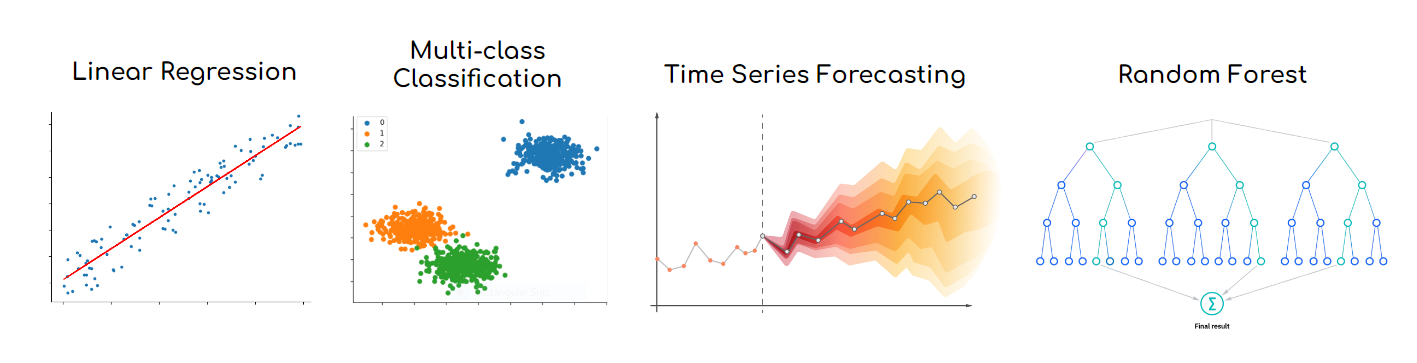 Linear Regression
Multi-class
Classification
Time Series Forecasting
Random Forest
0
1
2
Σ
Final result